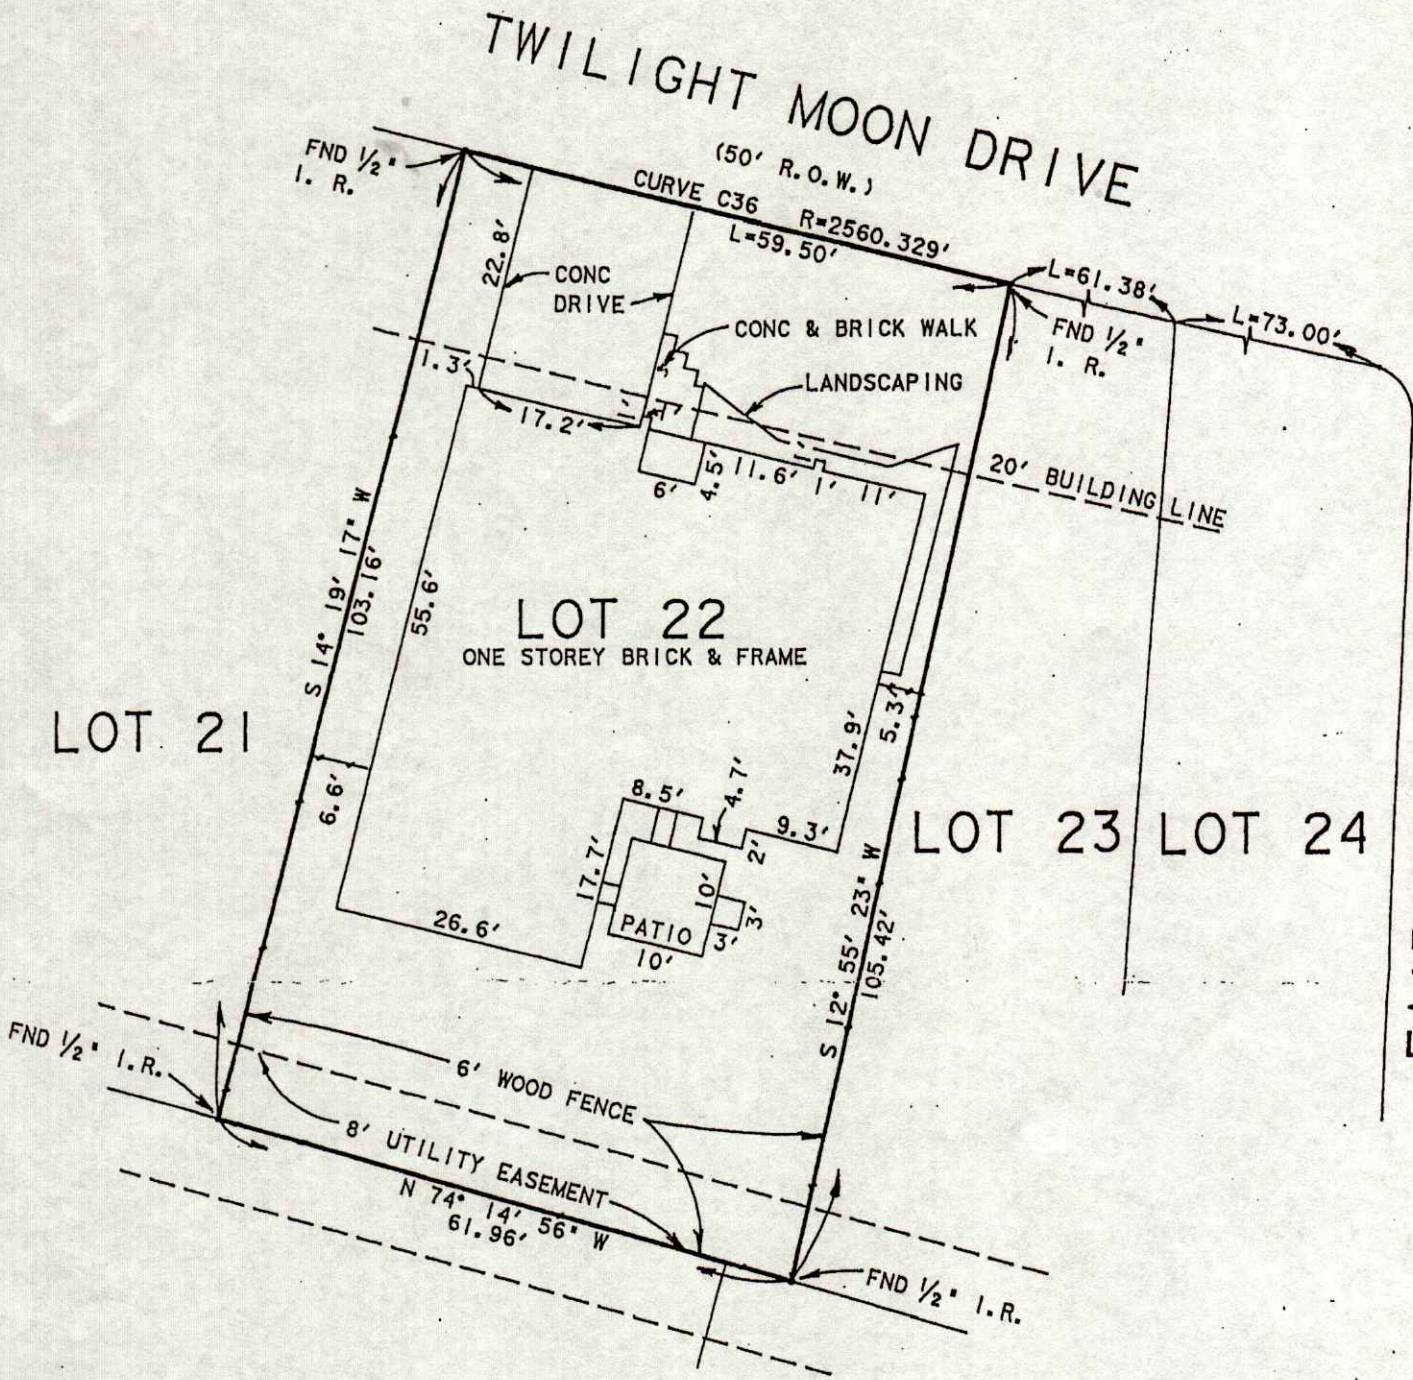 TWILIGHT MOON DRIVE
(50' R.O.W.)
FND 1/2"
I. R.
CURVE C36 R=2560.329'
L=59.50'
L=61.38'
L=73.00'
FND 1/2"
I. R.
22.8'
CONC
DRIVE
CONC & BRICK WALK
LANDSCAPING
1.3'
17.2'
1'
1'
6'
4.5'
11.6'
1'
11'
20' BUILDING LINE
S 14° 19' 17" W
103.16'
55.6'
LOT 22
ONE STOREY BRICK & FRAME
LOT 21
6.6'
5.3'
37.9'
8.5'
4.7'
2'
9.3'
17.7'
10'
PATIO
10'
3'
3'
26.6'
LOT 23
LOT 24
S 12° 55' 23" W
105.42'
FND 1/2" I.R.
6' WOOD FENCE
8' UTILITY EASEMENT
N 74° 14' 56" W
61.96'
FND 1/2" I.R.